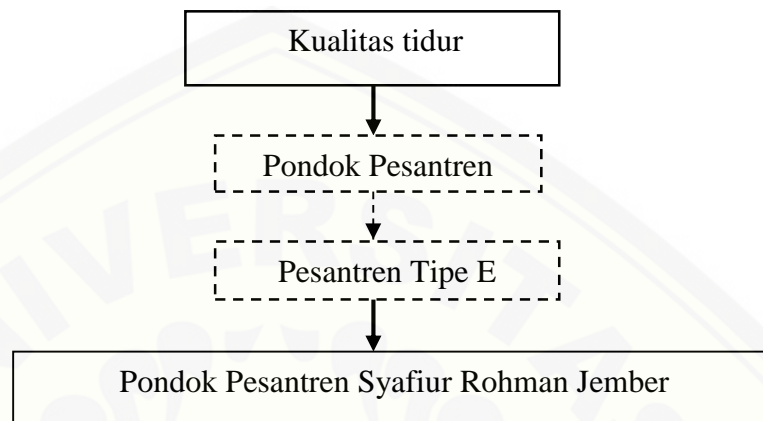 Kualitas tidur
Pondok Pesantren
Pesantren Tipe E
Pondok Pesantren Syafiur Rohman Jember